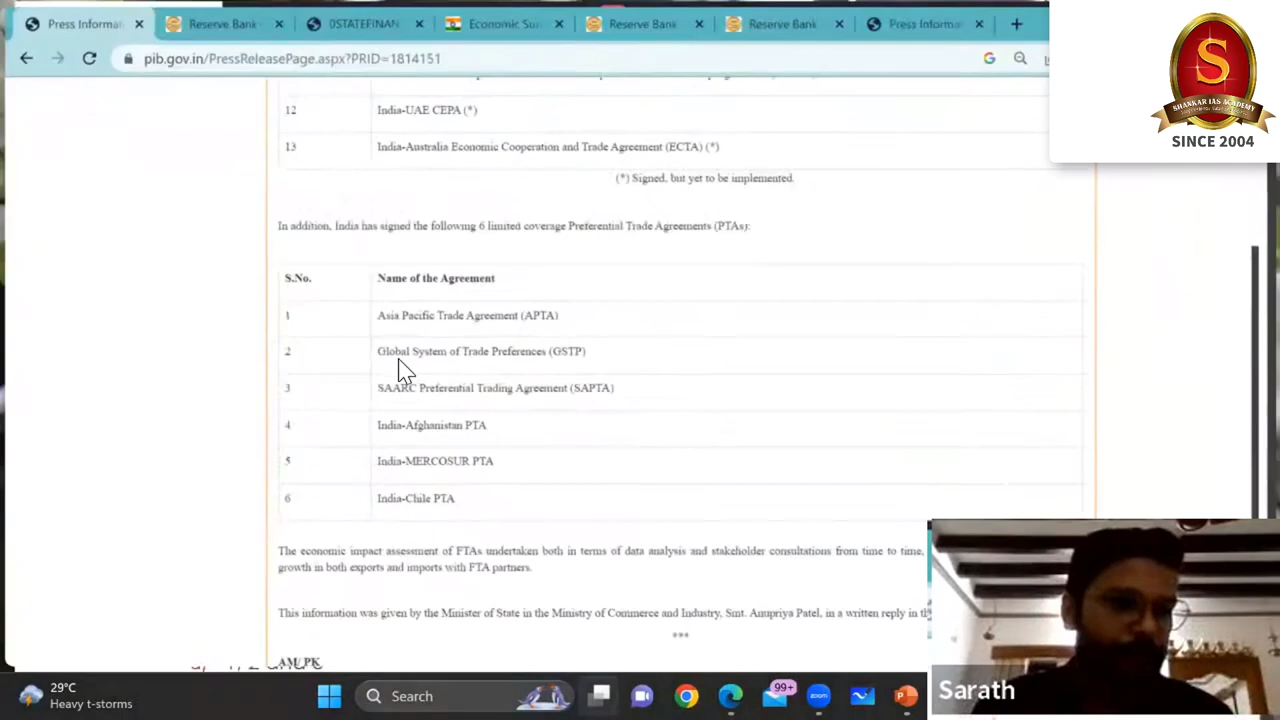 Press Informat
Reserve Bank
0STATEFINAN
Economic Su
Reserve Bank
Reserve Bank
Press Informa
pib.gov.in/PressReleasePage.aspx?PRID=1814151
S
SHANKAR IAS ACADEMY
SINCE 2004
12 India-UAE CEPA (*)
13 India-Australia Economic Cooperation and Trade Agreement (ECTA) (*)
(*) Signed, but yet to be implemented.
In addition, India has signed the following 6 limited coverage Preferential Trade Agreements (PTAs):
S.No. Name of the Agreement
1 Asia Pacific Trade Agreement (APTA)
2 Global System of Trade Preferences (GSTP)
3 SAARC Preferential Trading Agreement (SAPTA)
4 India-Afghanistan PTA
5 India-MERCOSUR PTA
6 India-Chile PTA
The economic impact assessment of FTAs undertaken both in terms of data analysis and stakeholder consultations from time to time,
growth in both exports and imports with FTA partners.
This information was given by the Minister of State in the Ministry of Commerce and Industry, Smt. Anupriya Patel, in a written reply in
***
AM/PK
Sarath
29°C
Heavy t-storms
Search
99+
zoom